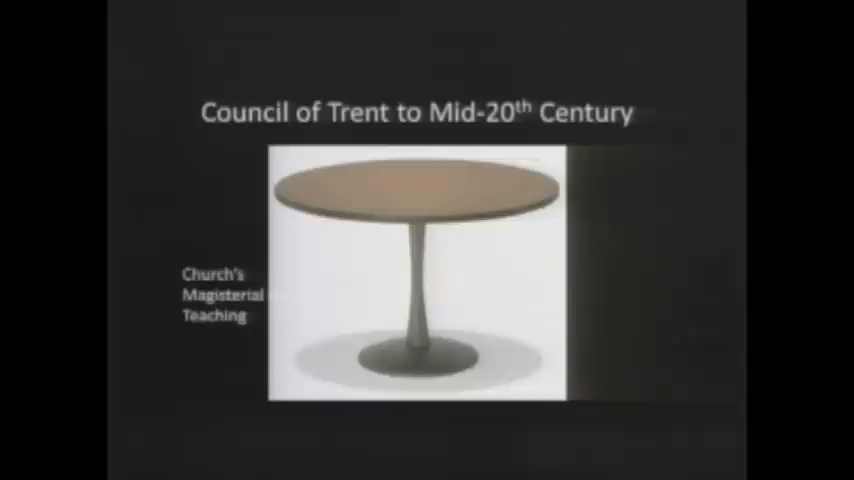 Council of Trent to Mid-20th Century
Church's
Magisterial
Teaching